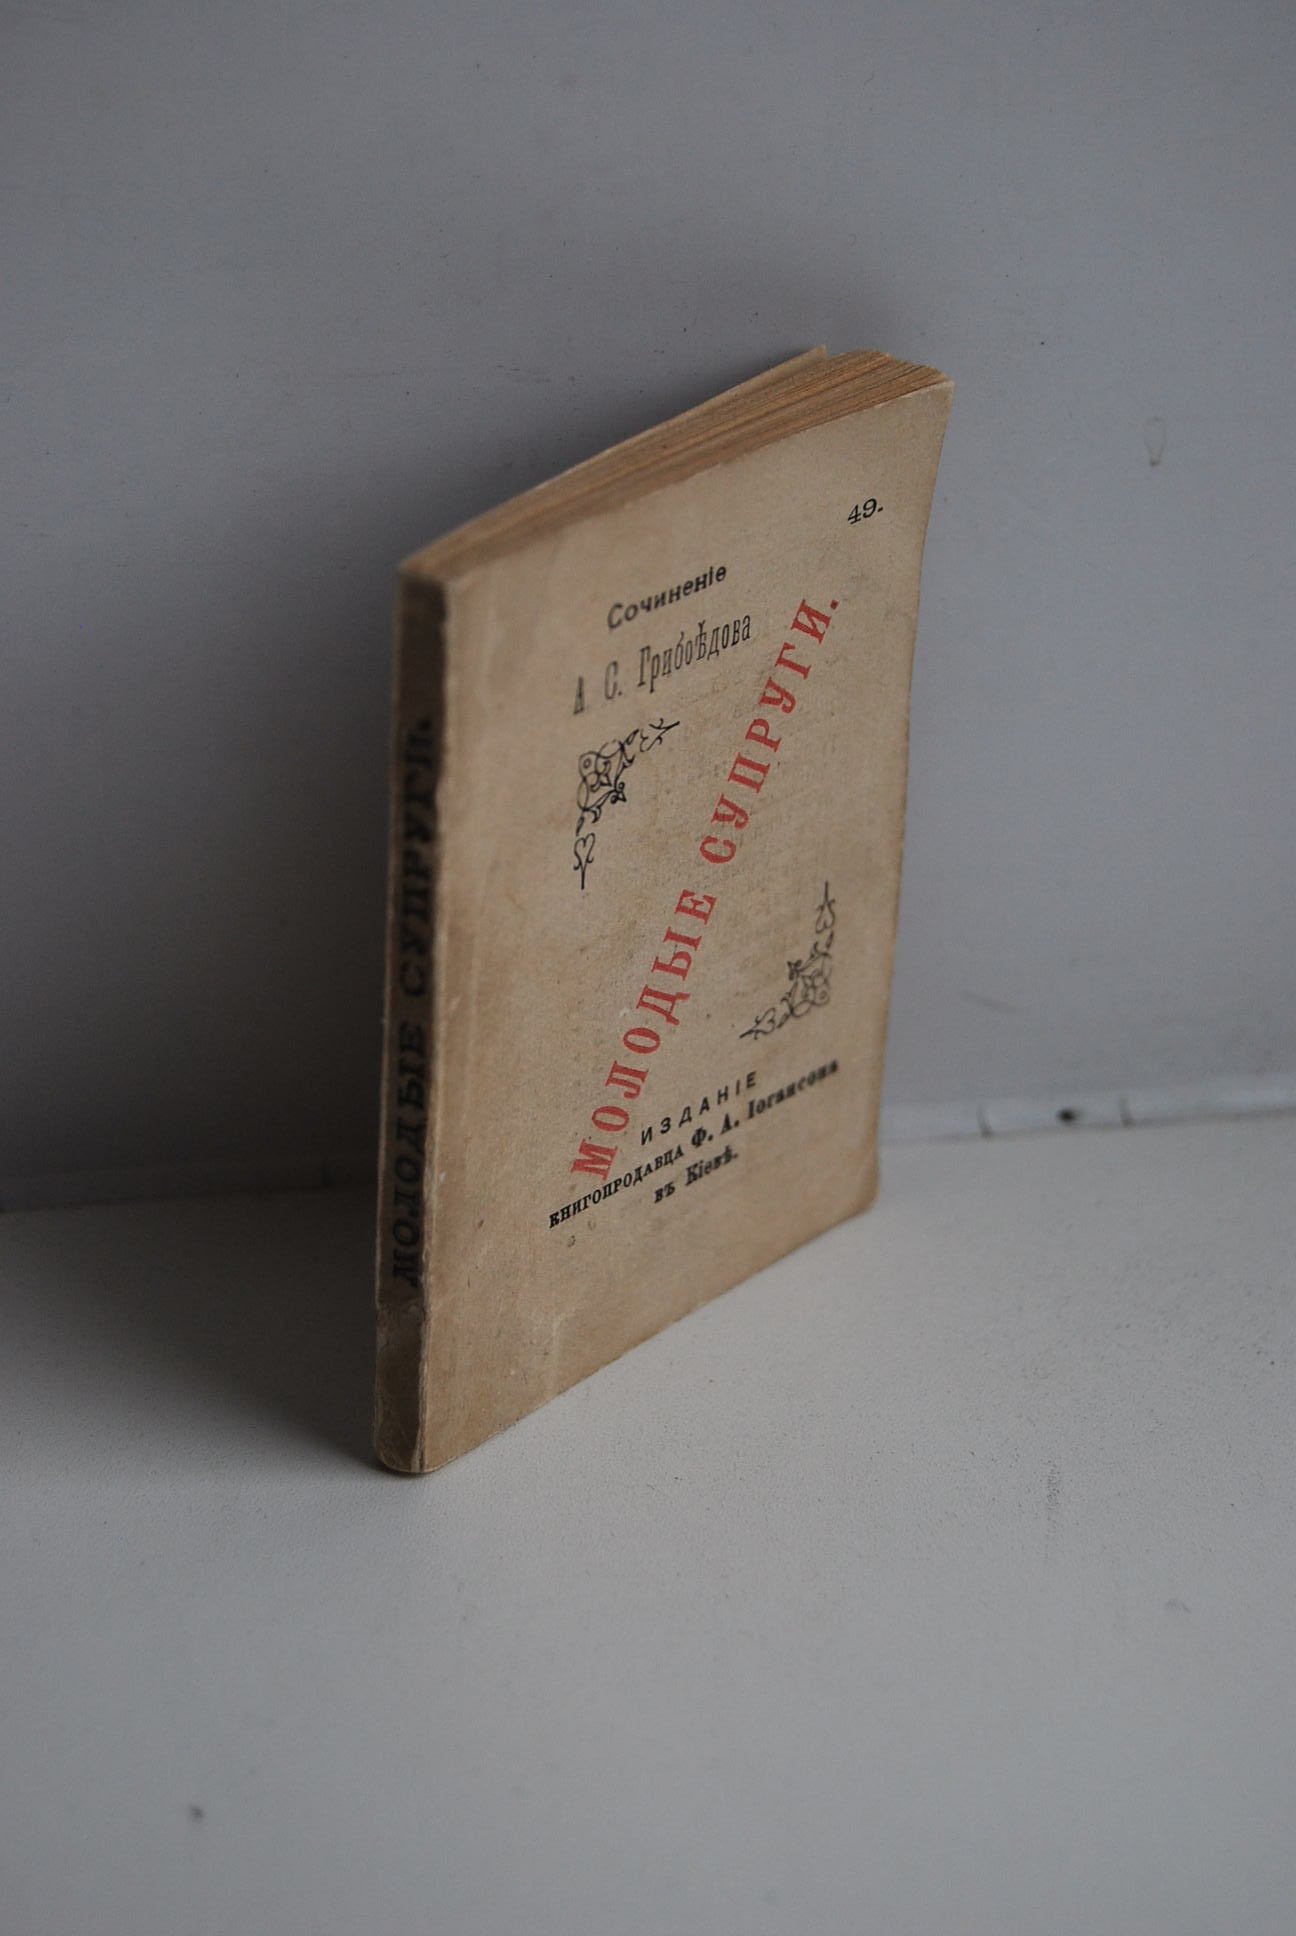 49.
Сочиненіе
А. С. Грибоѣдова
МОЛОДЫЕ СУПРУГИ.
ИЗДАНІЕ
КНИГОПРОДАВЦА Ф. А. Іогансона
въ Кіевѣ.
МОЛОДЫЕ СУПРУГИ.